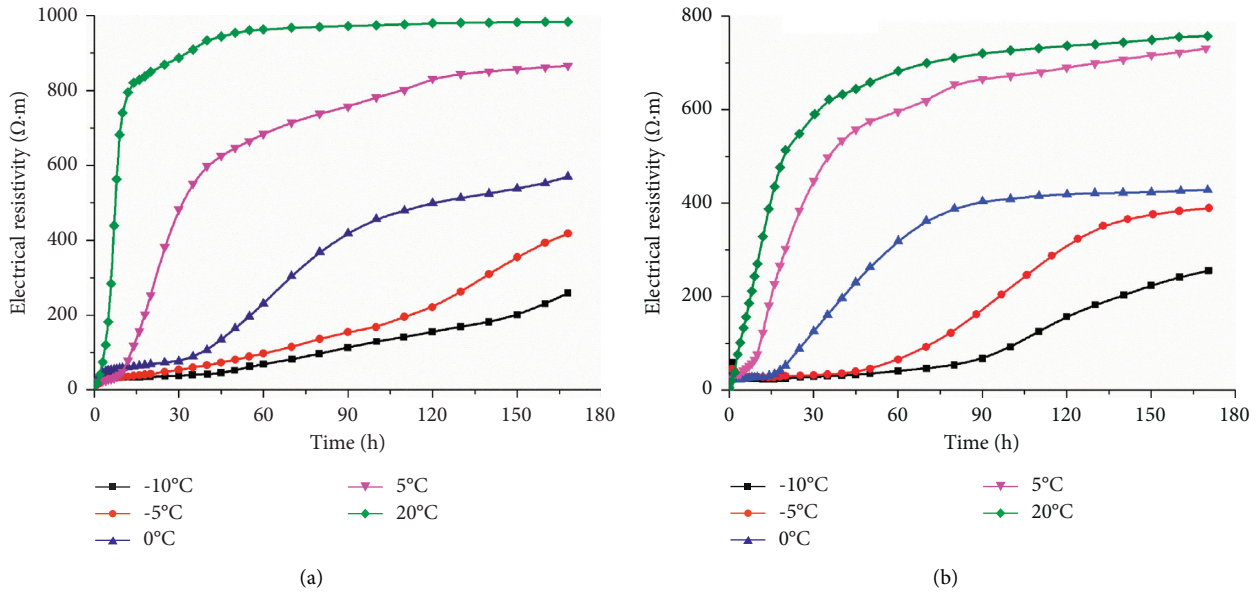 (a)
Electrical resistivity (Ω·m)
1000
800
600
400
200
0
0 30 60 90 120 150 180
Time (h)
-10°C
-5°C
0°C
5°C
20°C
(b)
Electrical resistivity (Ω·m)
800
600
400
200
0
0 30 60 90 120 150 180
Time (h)
-10°C
-5°C
0°C
5°C
20°C